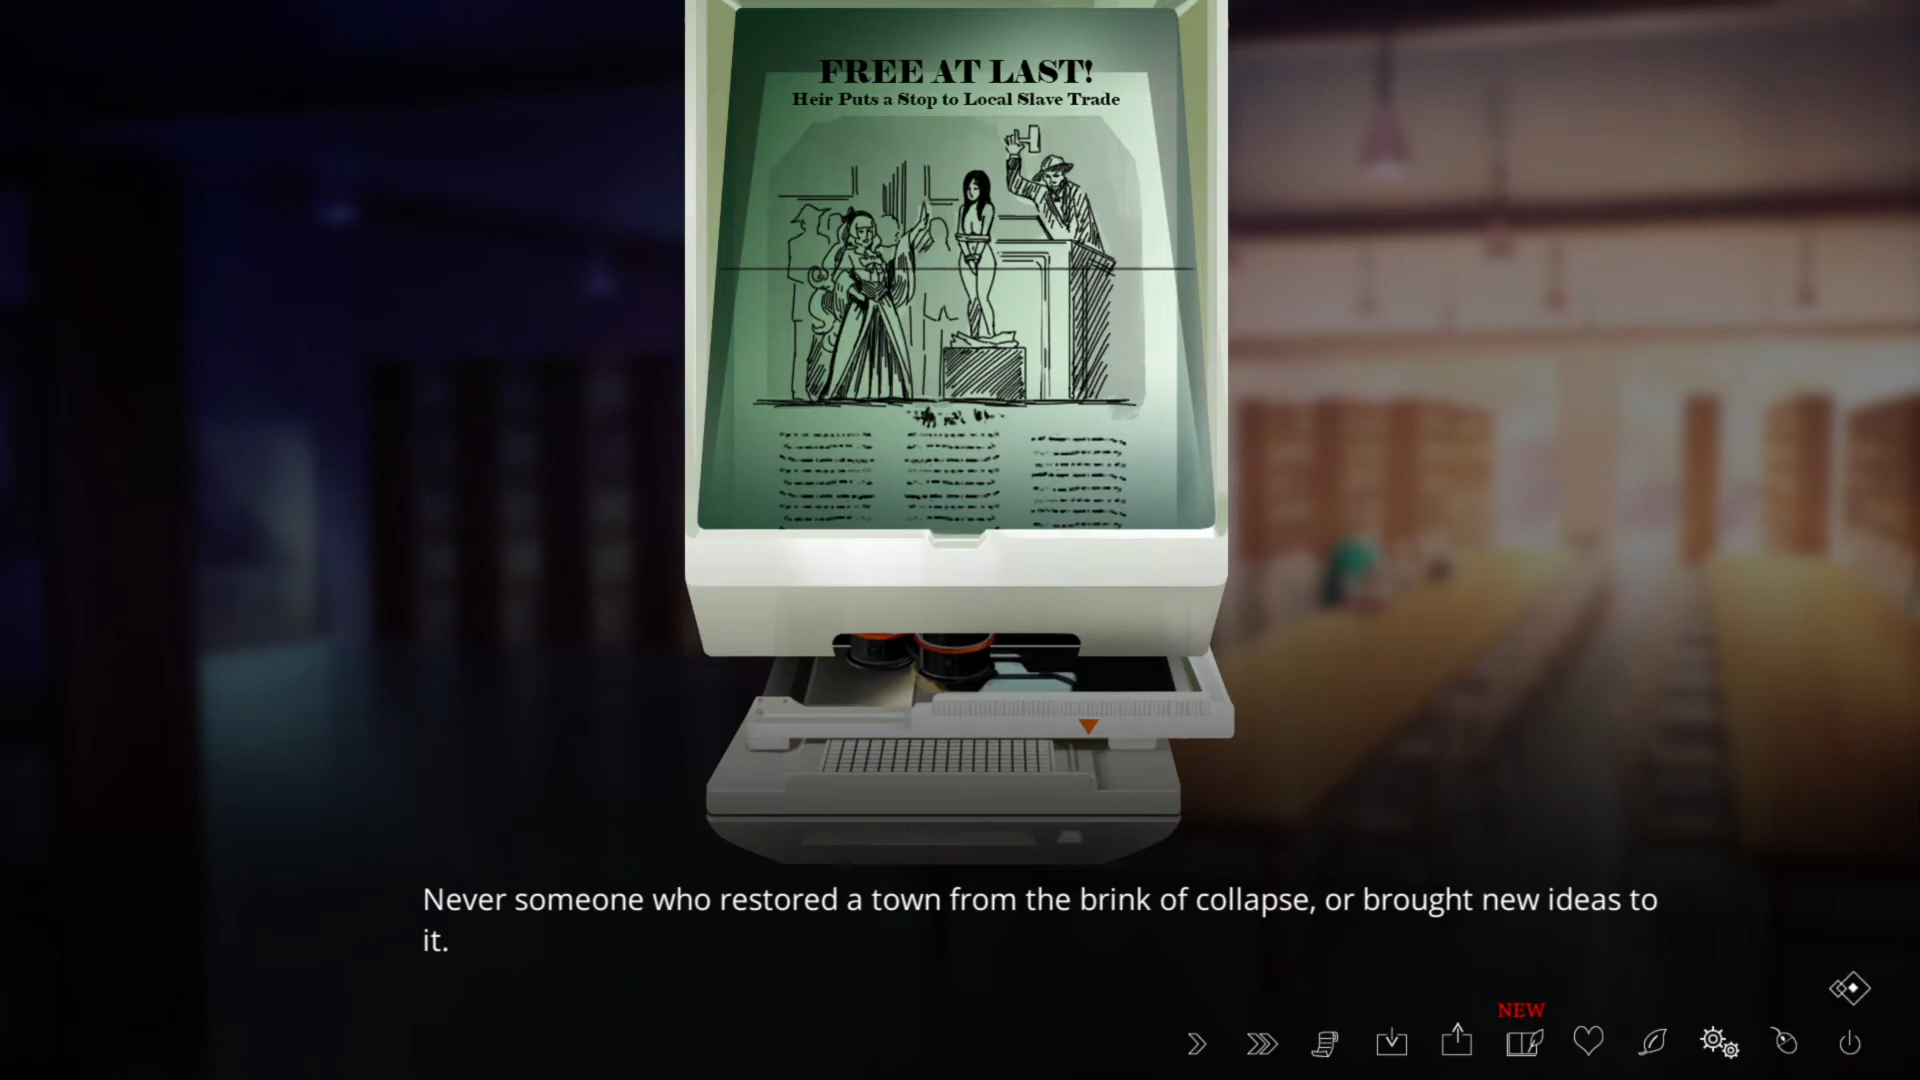 FREE AT LAST!
Heir Puts a Stop to Local Slave Trade
Never someone who restored a town from the brink of collapse, or brought new ideas to
it.
NEW